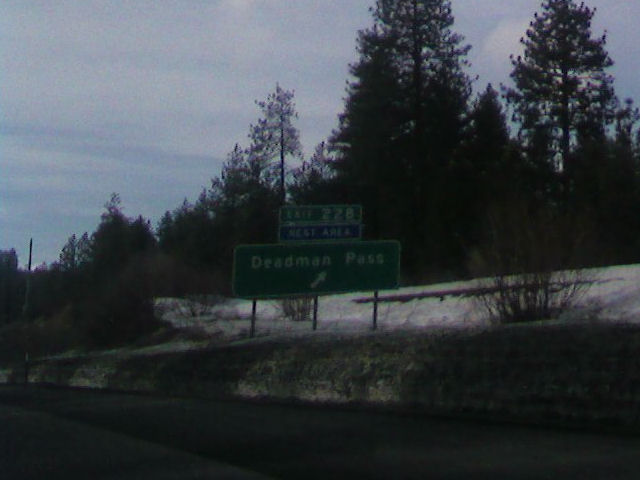 EXIT 228
REST AREA
Deadman Pass